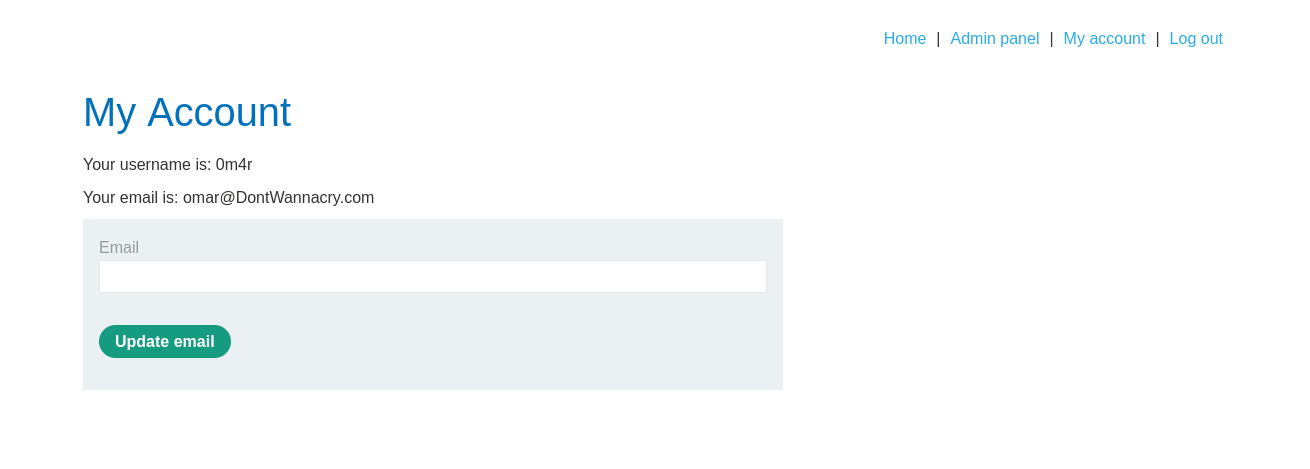 Home | Admin panel | My account | Log out
My Account
Your username is: 0m4r
Your email is: omar@DontWannacry.com
Email
Update email